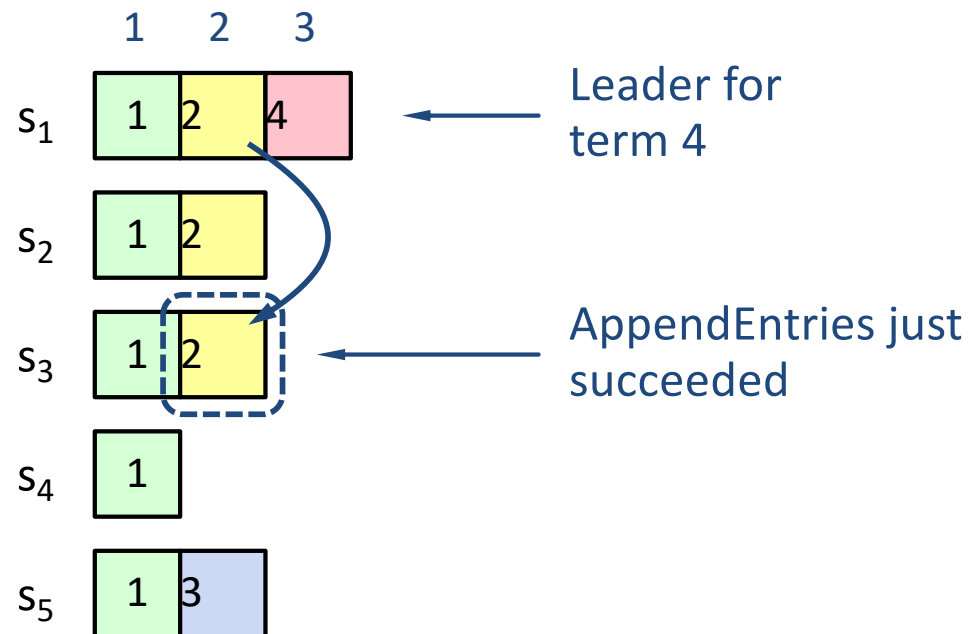 1 2 3
s₁ 1 2 4 Leader for
term 4
s₂ 1 2
s₃ 1 2 AppendEntries just
succeeded
s₄ 1
s₅ 1 3